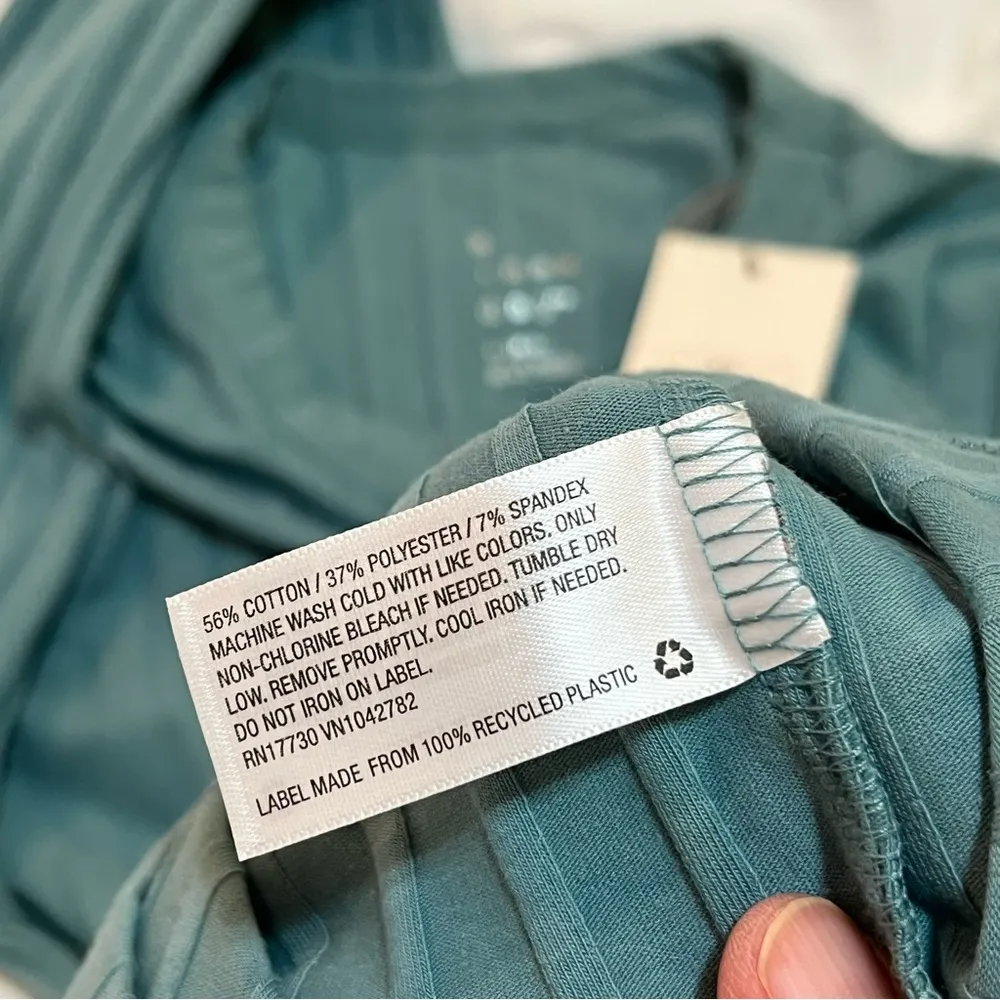 56% COTTON / 37% POLYESTER / 7% SPANDEX
MACHINE WASH COLD WITH LIKE COLORS. ONLY
NON-CHLORINE BLEACH IF NEEDED. TUMBLE DRY
LOW. REMOVE PROMPTLY. COOL IRON IF NEEDED.
DO NOT IRON ON LABEL.
RN17730 VN1042782
LABEL MADE FROM 100% RECYCLED PLASTIC